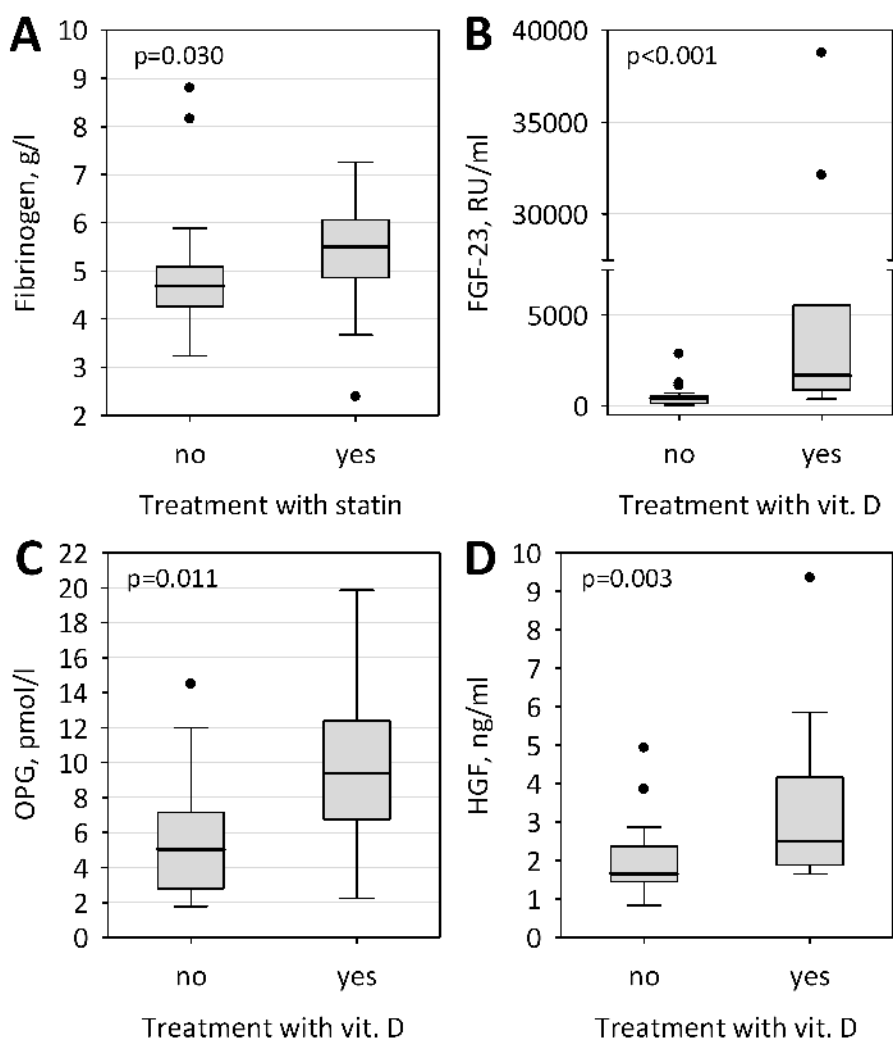 A
p=0.030
Fibrinogen, g/l
10
9
8
7
6
5
4
3
2
no yes
Treatment with statin
B
p<0.001
FGF-23, RU/ml
40000
35000
30000
5000
0
no yes
Treatment with vit. D
C
p=0.011
OPG, pmol/l
22
20
18
16
14
12
10
8
6
4
2
0
no yes
Treatment with vit. D
D
p=0.003
HGF, ng/ml
10
9
8
7
6
5
4
3
2
1
0
no yes
Treatment with vit. D